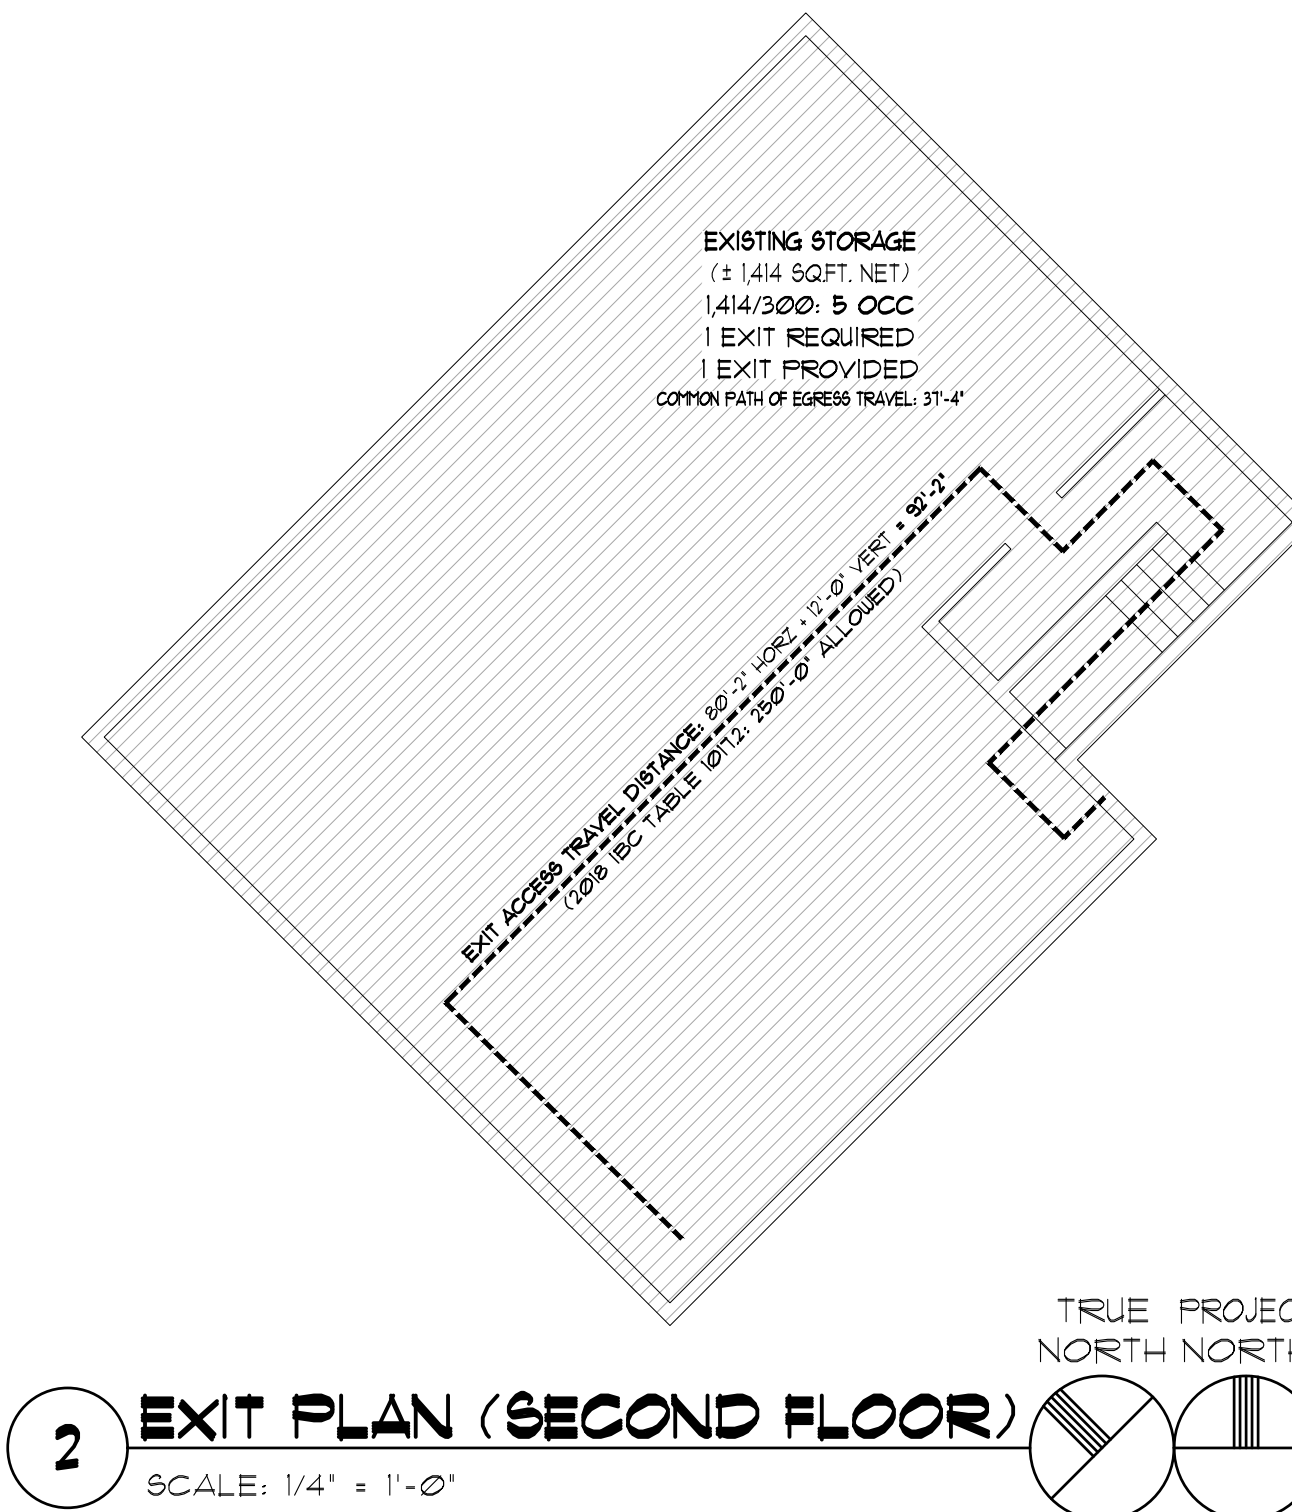 EXISTING STORAGE
(± 1,414 SQ.FT. NET)
1,414/300: 5 OCC
1 EXIT REQUIRED
1 EXIT PROVIDED
COMMON PATH OF EGRESS TRAVEL: 37'-4"
EXIT ACCESS TRAVEL DISTANCE: 80'-2" HORZ + 12'-0" VERT = 92'-2"
(2018 IBC TABLE 1017.2: 250'-0" ALLOWED)
TRUE PROJEC
NORTH NORTH
2 EXIT PLAN (SECOND FLOOR)
SCALE: 1/4" = 1'-0"